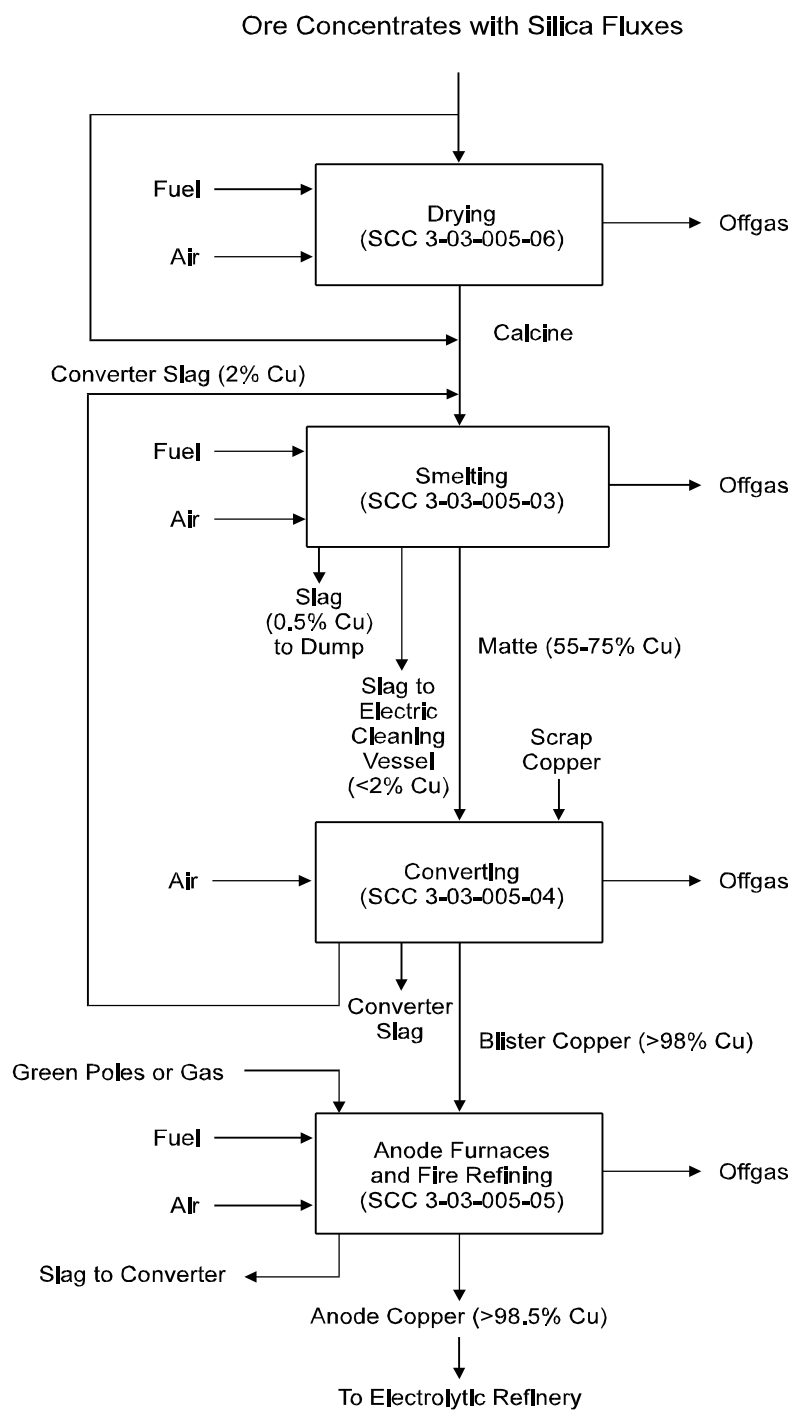 Ore Concentrates with Silica Fluxes
Fuel
Air
Drying
(SCC 3-03-005-06)
Offgas
Calcine
Converter Slag (2% Cu)
Fuel
Air
Smelting
(SCC 3-03-005-03)
Offgas
Slag
(0.5% Cu)
to Dump
Matte (55-75% Cu)
Slag to
Electric
Cleaning
Vessel
(<2% Cu)
Scrap
Copper
Air
Converting
(SCC 3-03-005-04)
Offgas
Converter
Slag
Blister Copper (>98% Cu)
Green Poles or Gas
Fuel
Air
Anode Furnaces
and Fire Refining
(SCC 3-03-005-05)
Offgas
Slag to Converter
Anode Copper (>98.5% Cu)
To Electrolytic Refinery